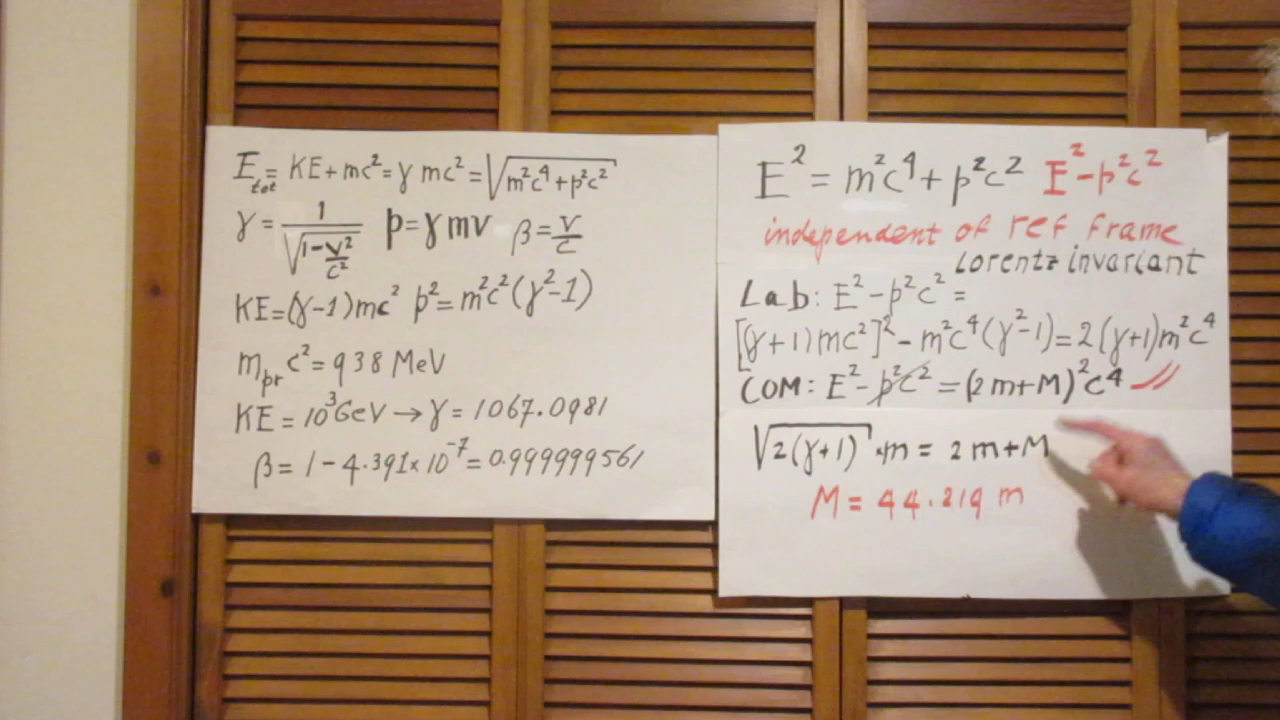 E_tot = KE + mc² = γ mc² = √(m²c⁴ + p²c²)
γ = 1/√(1 - v²/c²) p = γmv β = v/c
KE = (γ-1)mc² p² = m²c²(γ²-1)
m_pr c² = 938 MeV
KE = 10³GeV → γ = 1067.0981
β = 1 - 4.391 × 10⁻⁷ = 0.999999561
E² = m²c⁴ + p²c² E² - p²c²
independent of ref frame
Lorentz invariant
Lab: E² - p²c² =
[(γ+1)mc²]² - m²c⁴(γ²-1) = 2(γ+1)m²c⁴
COM: E² - p²c² = (2m+M)²c⁴
√(2(γ+1)) · m = 2m+M
M = 44.219 m